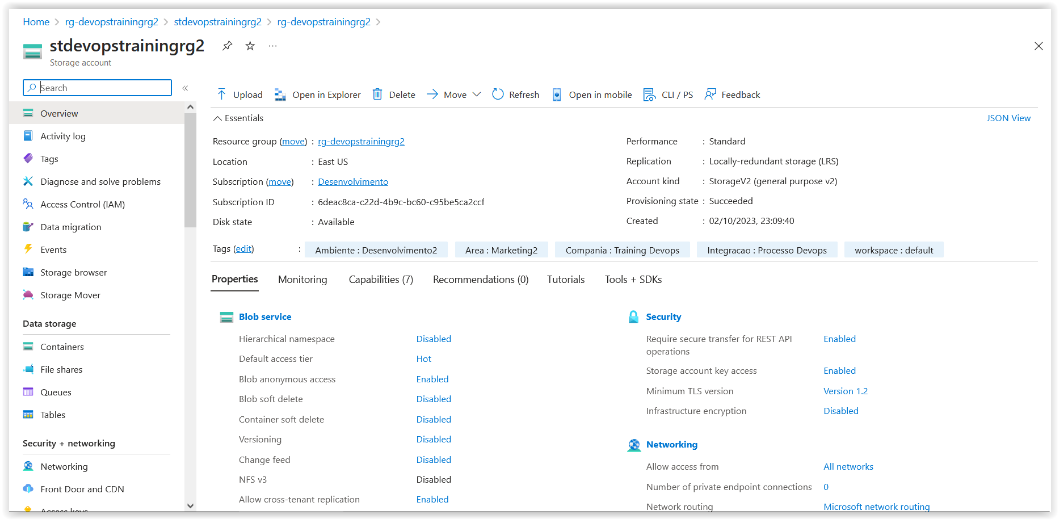 Home > rg-devopstrainingrg2 > stdevopstrainingrg2 > rg-devopstrainingrg2 >
stdevopstrainingrg2
Storage account
Search
Overview
Activity log
Tags
Diagnose and solve problems
Access Control (IAM)
Data migration
Events
Storage browser
Storage Mover
Data storage
Containers
File shares
Queues
Tables
Security + networking
Networking
Front Door and CDN
Access keys
Upload Open in Explorer Delete Move Refresh Open in mobile CLI / PS Feedback
Essentials JSON View
Resource group (move) : rg-devopstrainingrg2
Location : East US
Subscription (move) : Desenvolvimento
Subscription ID : 6deac8ca-c22d-4b9c-bc60-c95be5ca2ccf
Disk state : Available
Performance : Standard
Replication : Locally-redundant storage (LRS)
Account kind : StorageV2 (general purpose v2)
Provisioning state : Succeeded
Created : 02/10/2023, 23:09:40
Tags (edit) : Ambiente : Desenvolvimento2 Area : Marketing2 Compania : Training Devops Integracao : Processo Devops workspace : default
Properties Monitoring Capabilities (7) Recommendations (0) Tutorials Tools + SDKs
Blob service
Hierarchical namespace Disabled
Default access tier Hot
Blob anonymous access Enabled
Blob soft delete Disabled
Container soft delete Disabled
Versioning Disabled
Change feed Disabled
NFS v3 Disabled
Allow cross-tenant replication Enabled
Security
Require secure transfer for REST API Enabled
operations
Storage account key access Enabled
Minimum TLS version Version 1.2
Infrastructure encryption Disabled
Networking
Allow access from All networks
Number of private endpoint connections 0
Network routing Microsoft network routing